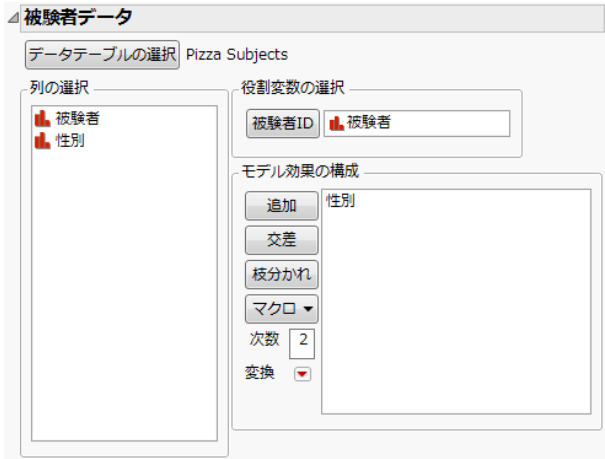 被験者データ
データテーブルの選択 Pizza Subjects
列の選択
被験者
性別
役割変数の選択
被験者ID 被験者
モデル効果の構成
追加
交差
枝分かれ
マクロ
次数 2
変換
性別